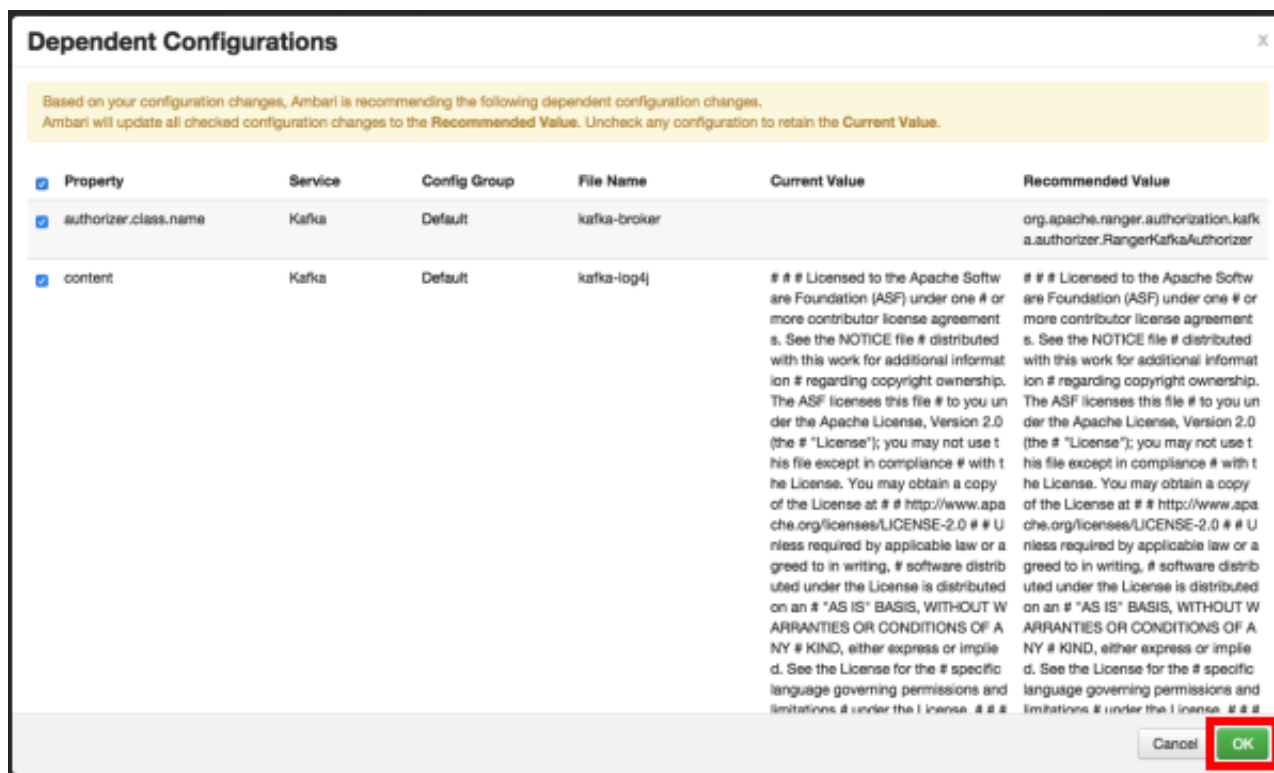 Dependent Configurations
x
Based on your configuration changes, Ambari is recommending the following dependent configuration changes.
Ambari will update all checked configuration changes to the Recommended Value. Uncheck any configuration to retain the Current Value.
Property Service Config Group File Name Current Value Recommended Value
authorizer.class.name Kafka Default kafka-broker org.apache.ranger.authorization.kafk
a.authorizer.RangerKafkaAuthorizer
content Kafka Default kafka-log4j
# # # Licensed to the Apache Softw
are Foundation (ASF) under one # or
more contributor license agreement
s. See the NOTICE file # distributed
with this work for additional informat
ion # regarding copyright ownership.
The ASF licenses this file # to you un
der the Apache License, Version 2.0
(the # "License"); you may not use t
his file except in compliance # with t
he License. You may obtain a copy
of the License at # # http://www.apa
che.org/licenses/LICENSE-2.0 # # U
nless required by applicable law or a
greed to in writing, # software distrib
uted under the License is distributed
on an # "AS IS" BASIS, WITHOUT W
ARRANTIES OR CONDITIONS OF A
NY # KIND, either express or implie
d. See the License for the # specific
language governing permissions and
limitations # under the License. # # #
# # # Licensed to the Apache Softw
are Foundation (ASF) under one # or
more contributor license agreement
s. See the NOTICE file # distributed
with this work for additional informat
ion # regarding copyright ownership.
The ASF licenses this file # to you un
der the Apache License, Version 2.0
(the # "License"); you may not use t
his file except in compliance # with t
he License. You may obtain a copy
of the License at # # http://www.apa
che.org/licenses/LICENSE-2.0 # # U
nless required by applicable law or a
greed to in writing, # software distrib
uted under the License is distributed
on an # "AS IS" BASIS, WITHOUT W
ARRANTIES OR CONDITIONS OF A
NY # KIND, either express or implie
d. See the License for the # specific
language governing permissions and
limitations # under the License. # # #
Cancel OK